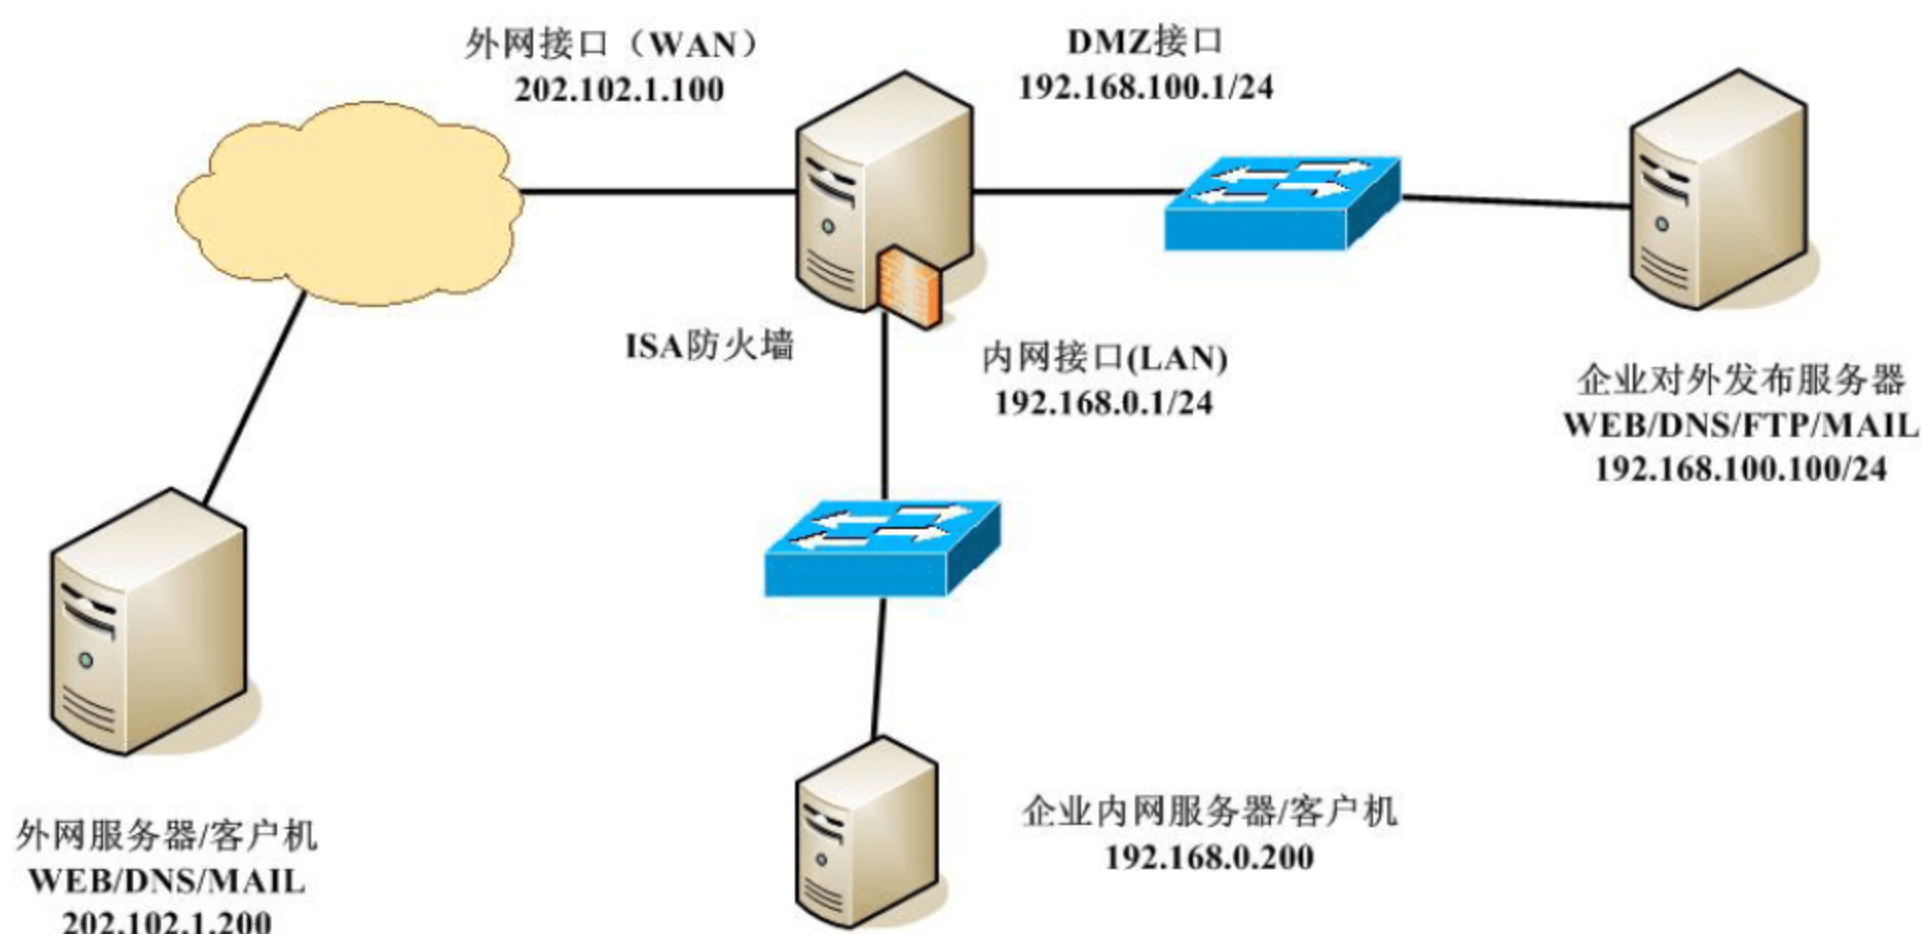 外网接口（WAN）
202.102.1.100
DMZ接口
192.168.100.1/24
ISA防火墙
内网接口(LAN)
192.168.0.1/24
企业对外发布服务器
WEB/DNS/FTP/MAIL
192.168.100.100/24
外网服务器/客户机
WEB/DNS/MAIL
202.102.1.200
企业内网服务器/客户机
192.168.0.200